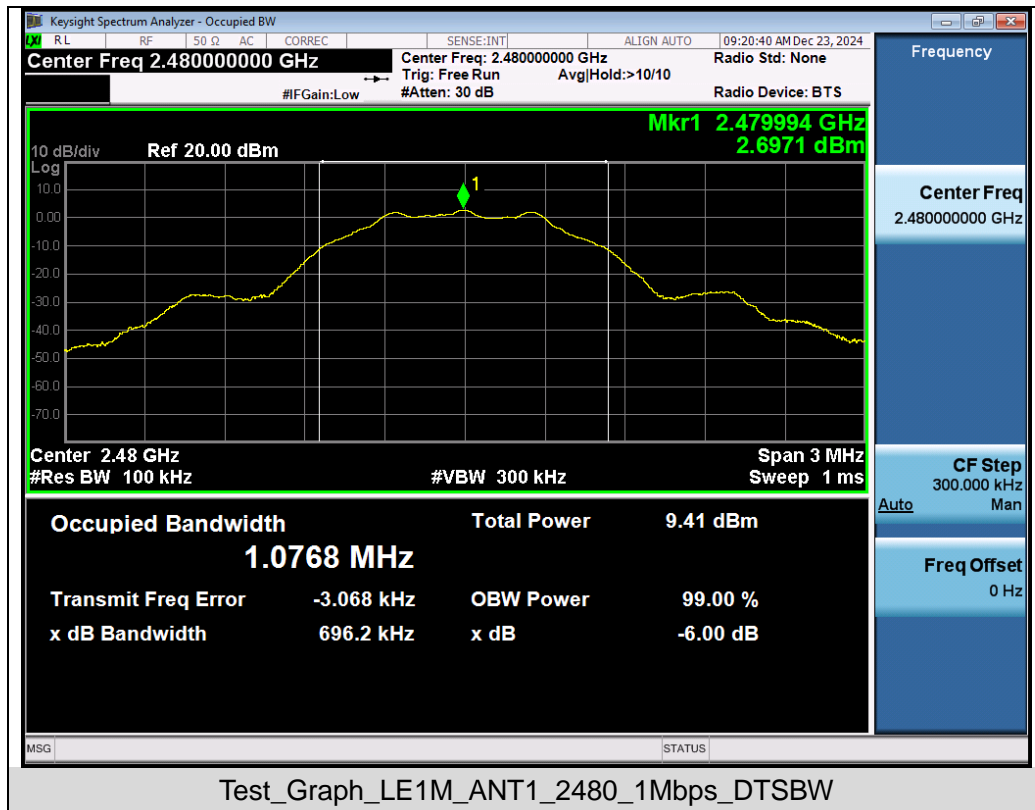 Keysight Spectrum Analyzer - Occupied BW
LXI RL RF 50 Ω AC CORREC SENSE:INT ALIGN AUTO 09:20:40 AM Dec 23, 2024
Center Freq 2.480000000 GHz
Center Freq: 2.480000000 GHz
Radio Std: None
Trig: Free Run Avg|Hold:>10/10
#IFGain:Low
#Atten: 30 dB
Radio Device: BTS
Mkr1 2.479994 GHz
2.6971 dBm
10 dB/div Ref 20.00 dBm
Log
10.0
0.00
-10.0
-20.0
-30.0
-40.0
-50.0
-60.0
-70.0
1
Center 2.48 GHz Span 3 MHz
#Res BW 100 kHz #VBW 300 kHz Sweep 1 ms
Occupied Bandwidth
1.0768 MHz
Total Power 9.41 dBm
Transmit Freq Error -3.068 kHz OBW Power 99.00 %
x dB Bandwidth 696.2 kHz x dB -6.00 dB
Frequency
Center Freq
2.480000000 GHz
CF Step
300.000 kHz
Auto Man
Freq Offset
0 Hz
MSG STATUS
Test_Graph_LE1M_ANT1_2480_1Mbps_DTSBW